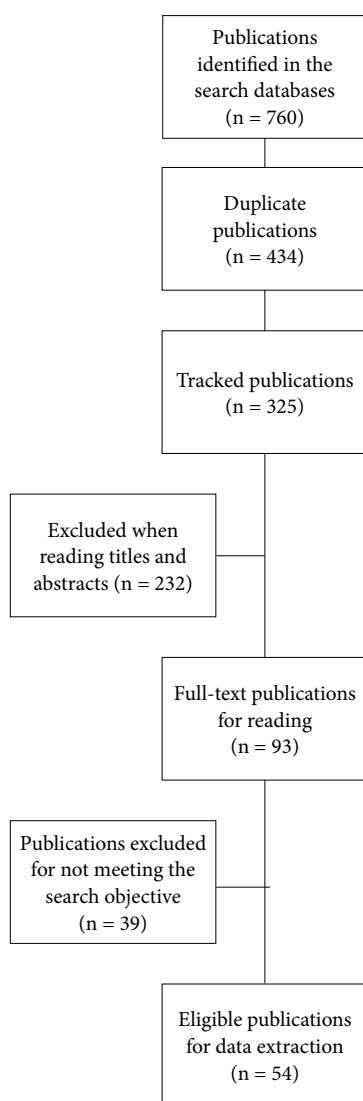 Publications
identified in the
search databases
(n = 760)
Duplicate
publications
(n = 434)
Tracked publications
(n = 325)
Excluded when
reading titles and
abstracts (n = 232)
Full-text publications
for reading
(n = 93)
Publications excluded
for not meeting the
search objective
(n = 39)
Eligible publications
for data extraction
(n = 54)